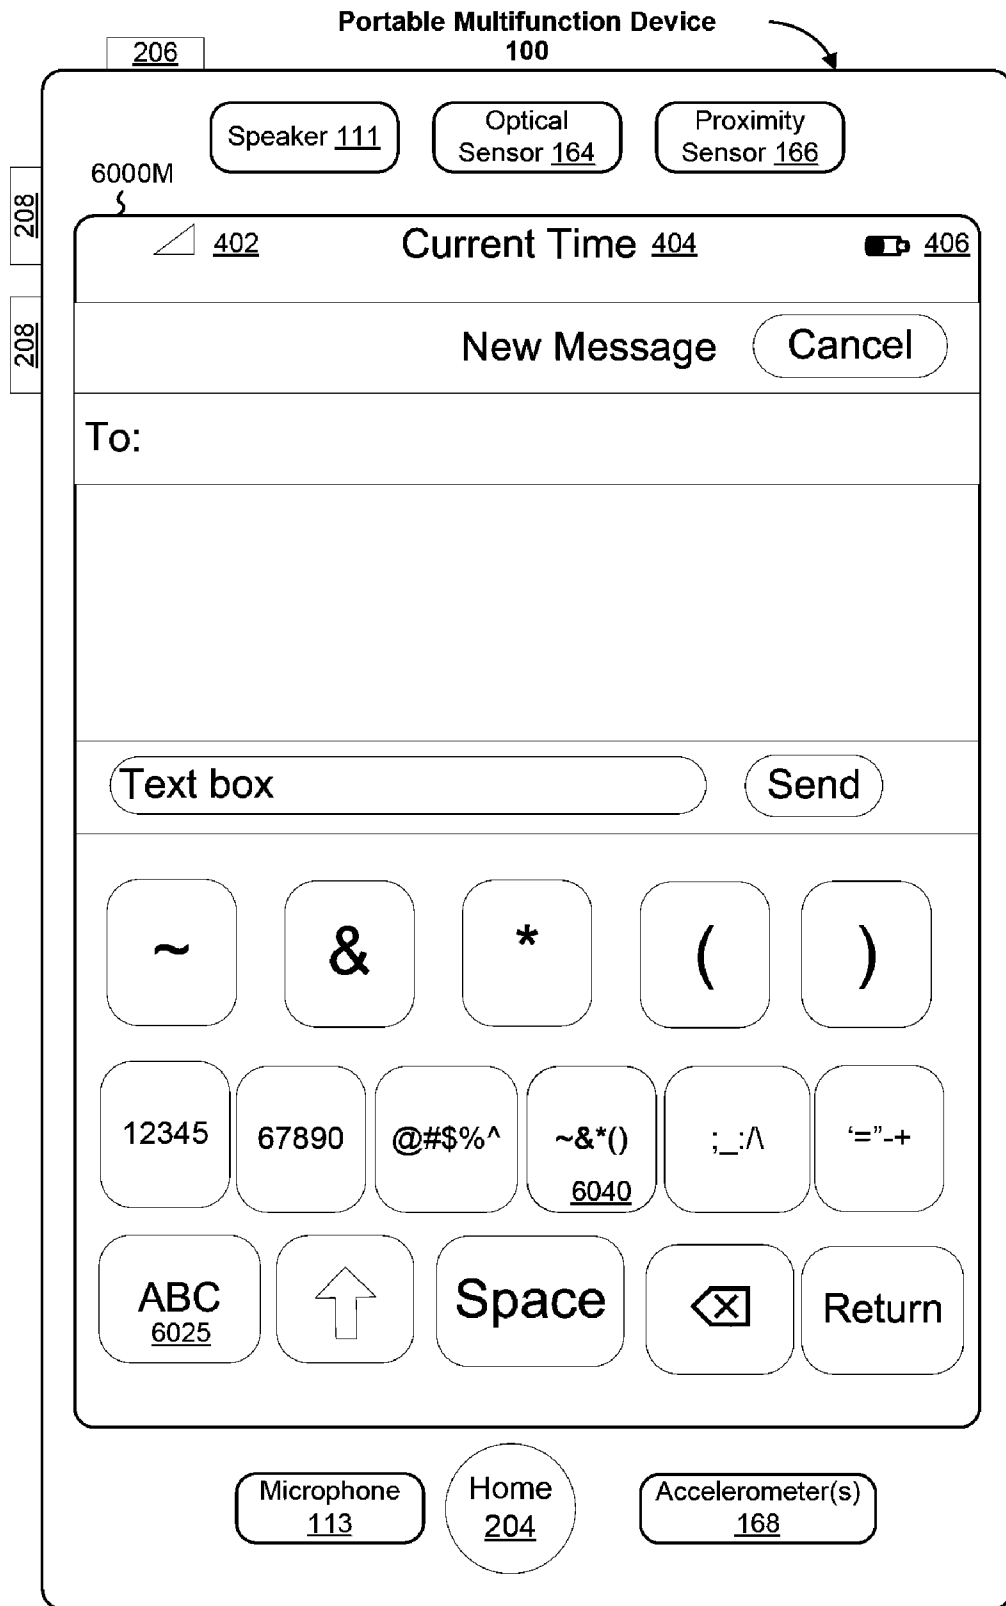 Portable Multifunction Device
100
206
Speaker 111
Optical
Sensor 164
Proximity
Sensor 166
6000M
208
208
402
Current Time 404
406
New Message
Cancel
To:
Text box
Send
~
&
*
(
)
12345
67890
@#$%^
~&*()
6040
;_:/\
‘=”-+
ABC
6025
Space
Return
Microphone
113
Home
204
Accelerometer(s)
168